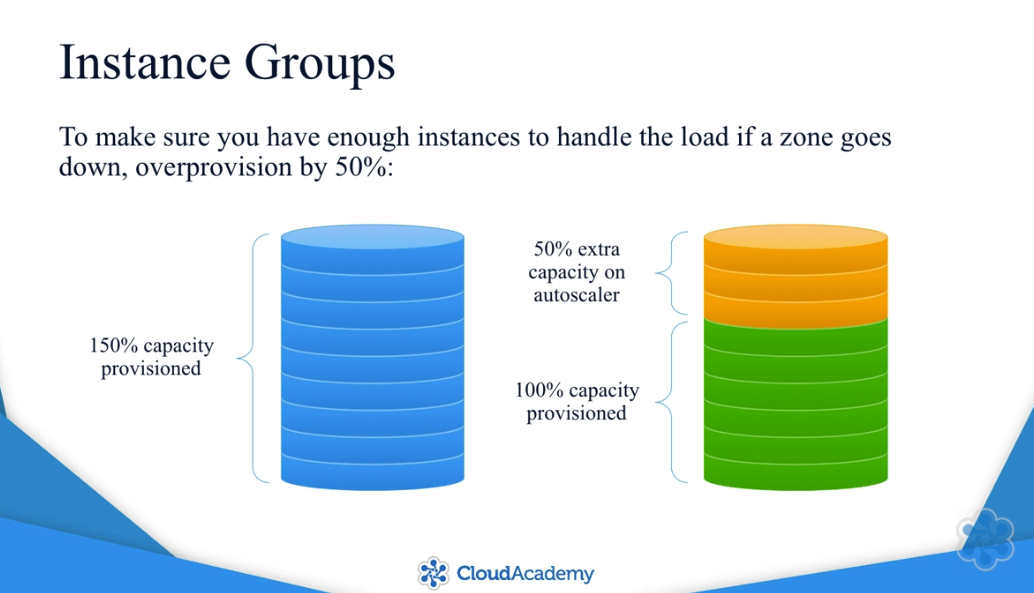 Instance Groups
To make sure you have enough instances to handle the load if a zone goes
down, overprovision by 50%:
150% capacity
provisioned
50% extra
capacity on
autoscaler
100% capacity
provisioned
CloudAcademy